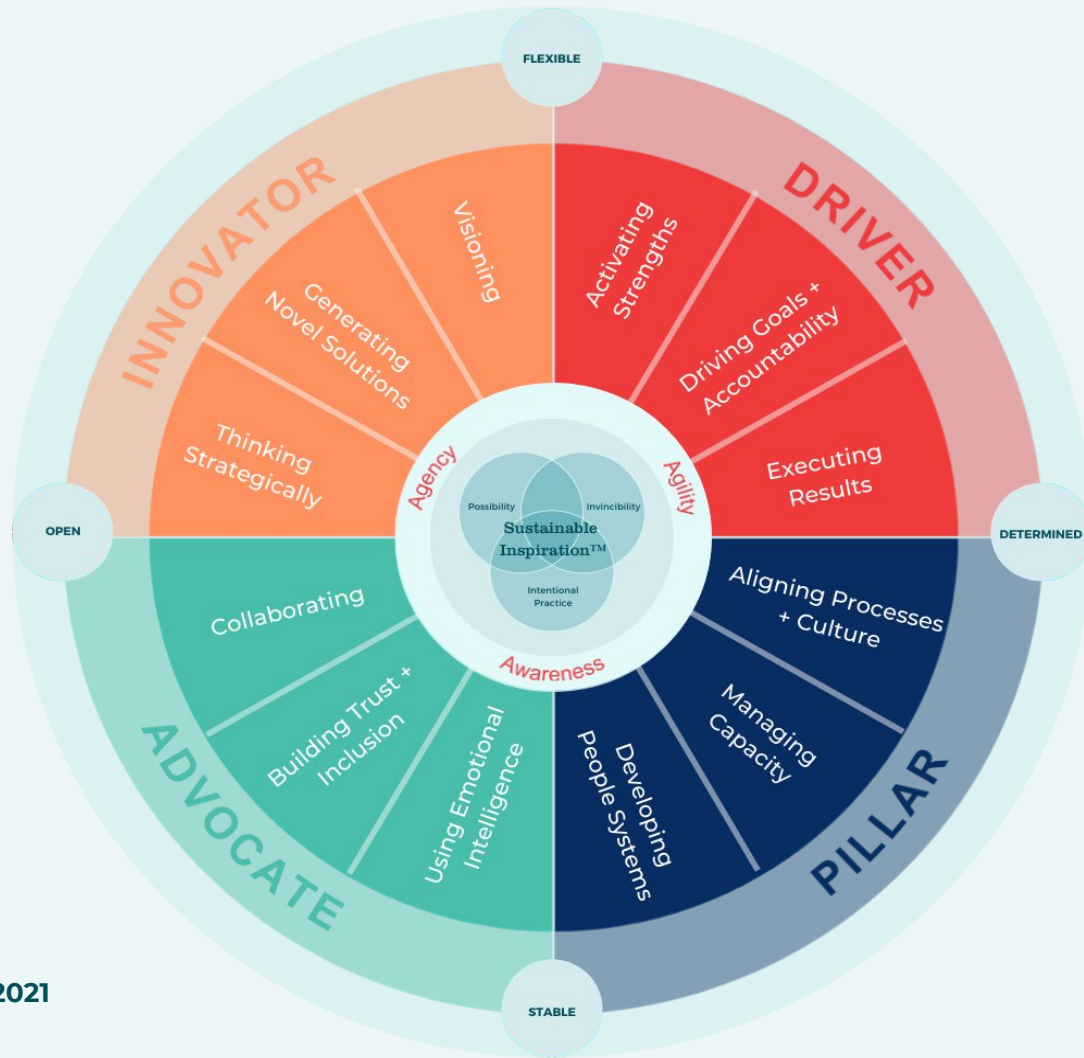 FLEXIBLE
INNOVATOR
DRIVER
Visioning
Generating
Novel Solutions
Thinking
Strategically
Activating
Strengths
Driving Goals +
Accountability
Executing
Results
OPEN
DETERMINED
Agency
Agility
Awareness
Possibility
Invincibility
Sustainable
Inspiration™
Intentional
Practice
Collaborating
Building Trust +
Inclusion
Using Emotional
Intelligence
Aligning Processes
+ Culture
Managing
Capacity
Developing
People Systems
ADVOCATE
PILLAR
STABLE
2021